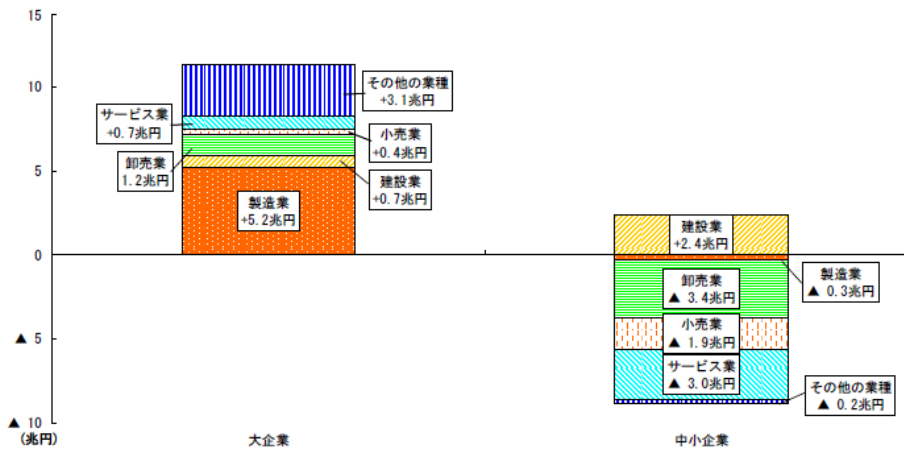 15
10
5
0
▲ 5
▲ 10
(兆円)
その他の業種
+3.1兆円
サービス業
+0.7兆円
小売業
+0.4兆円
卸売業
1.2兆円
建設業
+0.7兆円
製造業
+5.2兆円
建設業
+2.4兆円
製造業
▲ 0.3兆円
卸売業
▲ 3.4兆円
小売業
▲ 1.9兆円
サービス業
▲ 3.0兆円
その他の業種
▲ 0.2兆円
大企業
中小企業